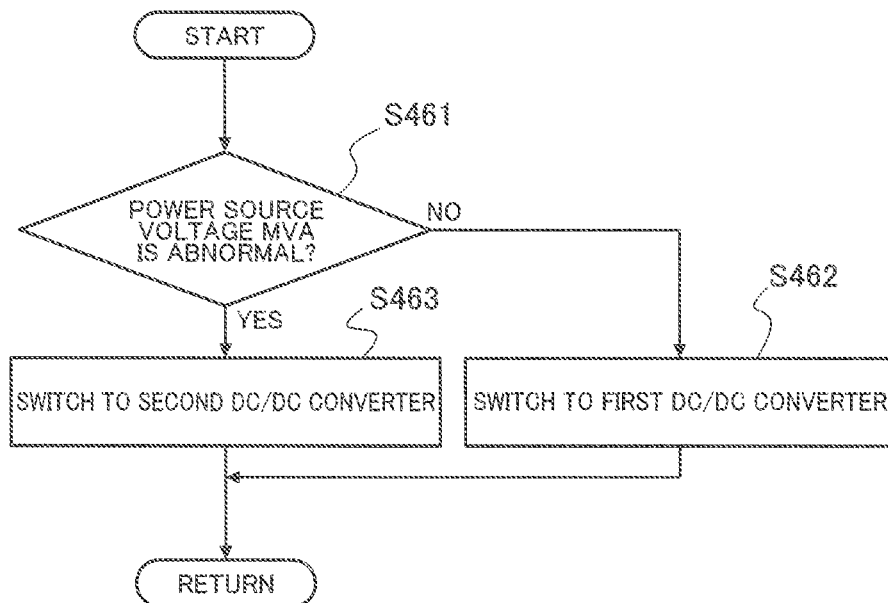 START
S461
POWER SOURCE
VOLTAGE MVA
IS ABNORMAL?
NO
YES
S463
S462
SWITCH TO SECOND DC/DC CONVERTER
SWITCH TO FIRST DC/DC CONVERTER
RETURN